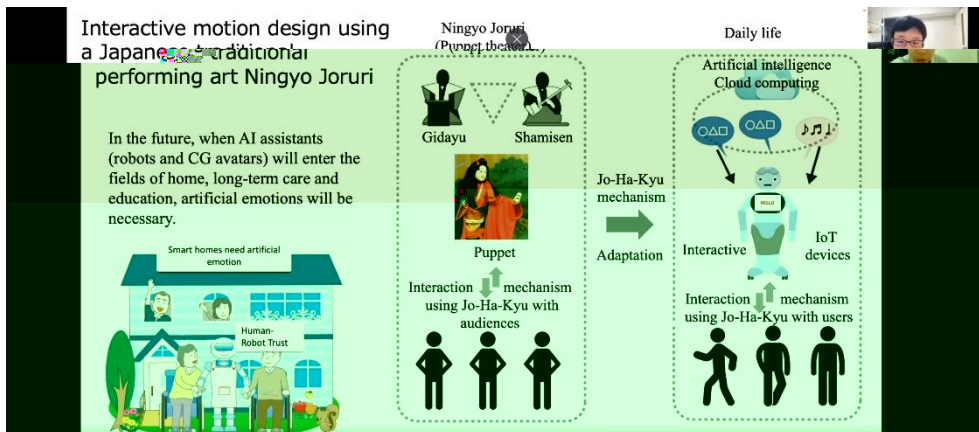 Interactive motion design using
a Japanese traditional
performing art Ningyo Joruri
In the future, when AI assistants
(robots and CG avatars) will enter the
fields of home, long-term care and
education, artificial emotions will be
necessary.
Smart homes need artificial
emotion
Human-
Robot Trust
Ningyo Joruri
(Puppet
Gidayu
Shamisen
Puppet
Interaction mechanism
using Jo-Ha-Kyu with
audiences
Jo-Ha-Kyu
mechanism
Adaptation
Daily life
Artificial intelligence
Cloud computing
HELLO
Interactive
IoT
devices
Interaction mechanism
using Jo-Ha-Kyu with users